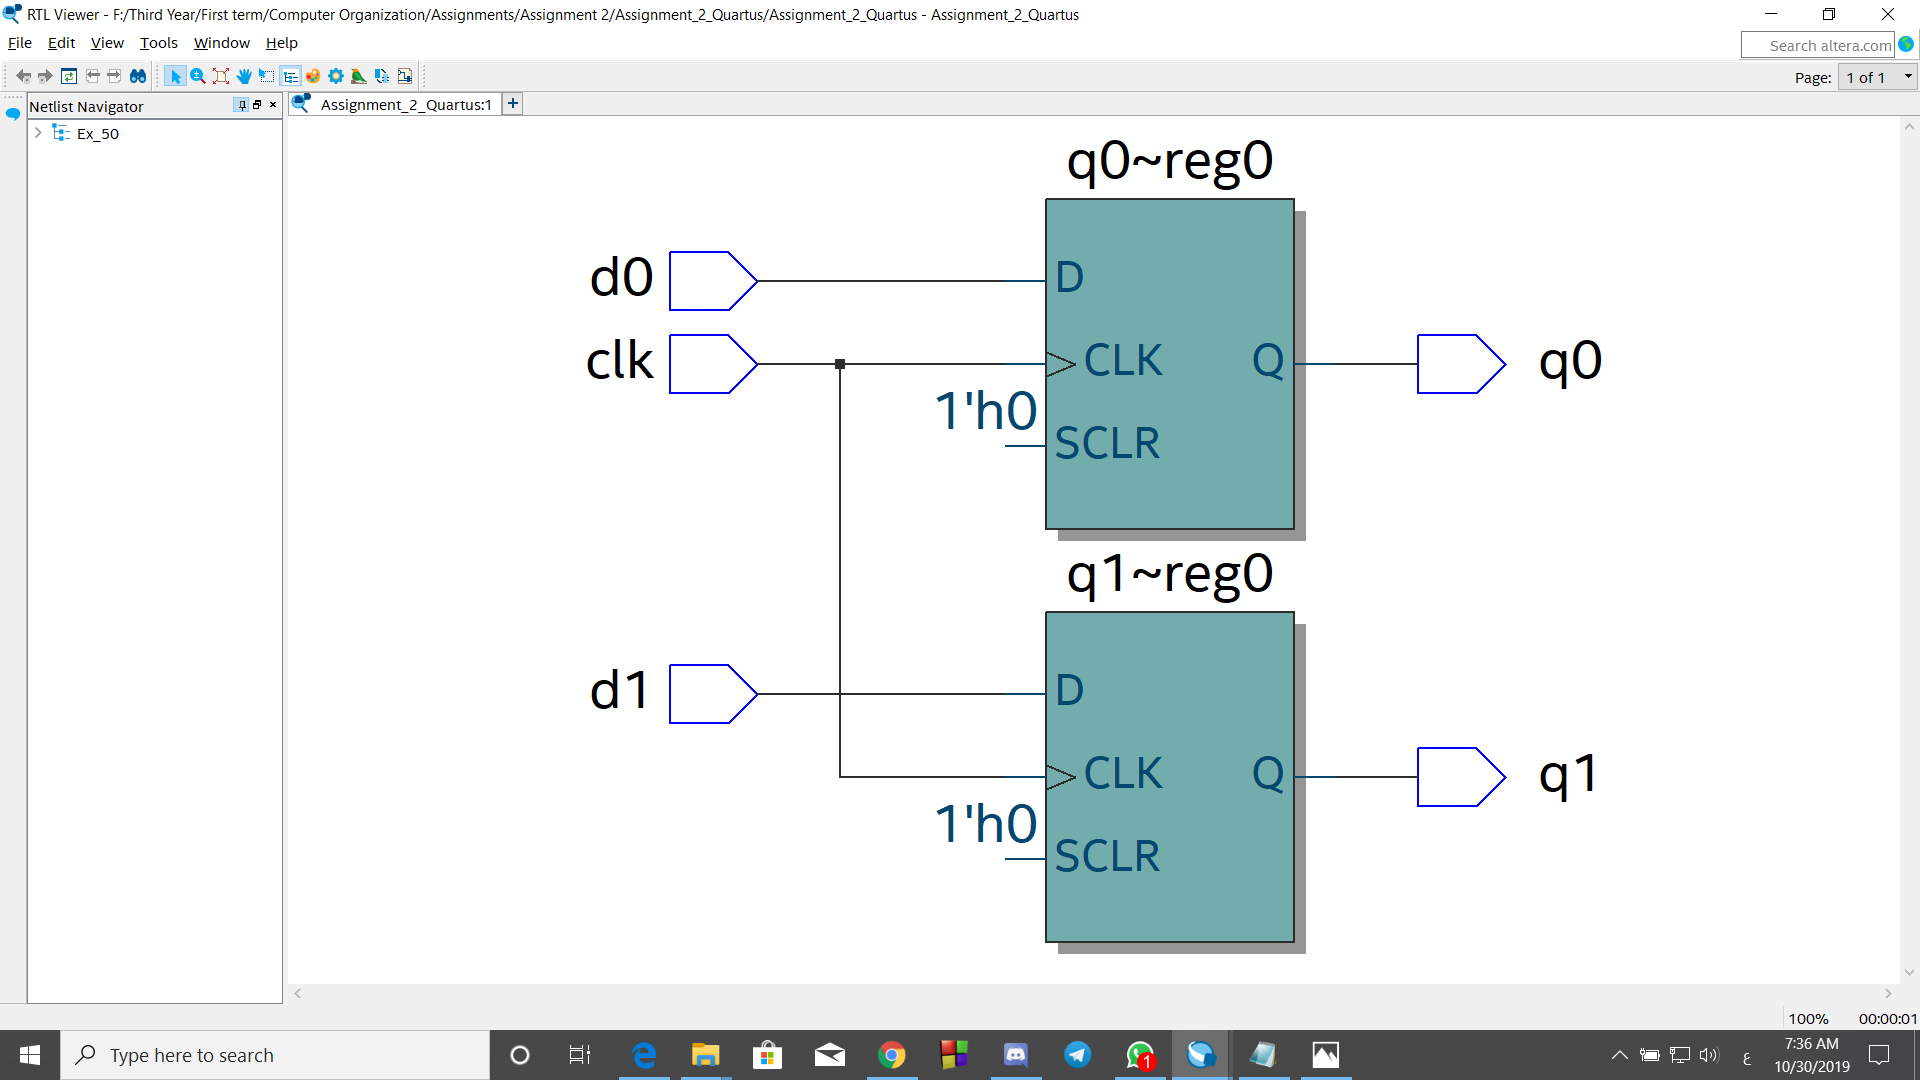 RTL Viewer - F:/Third Year/First term/Computer Organization/Assignments/Assignment 2/Assignment_2_Quartus/Assignment_2_Quartus - Assignment_2_Quartus
File Edit View Tools Window Help
Search altera.com
Page: 1 of 1
Netlist Navigator
Assignment_2_Quartus:1
Ex_50
q0~reg0
d0
D
clk
CLK
Q
q0
1'h0
SCLR
q1~reg0
d1
D
CLK
Q
q1
1'h0
SCLR
100% 00:00:01
Type here to search
1
ع
7:36 AM
10/30/2019